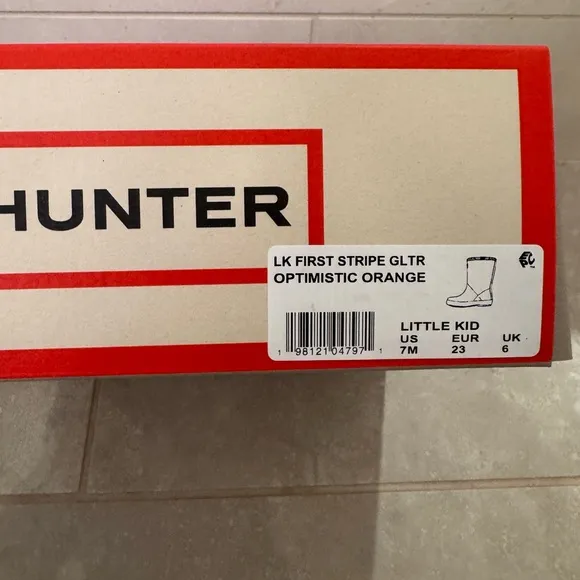 HUNTER
LK FIRST STRIPE GLTR
OPTIMISTIC ORANGE
LITTLE KID
US EUR UK
7M 23 6
1 98121 04797 1